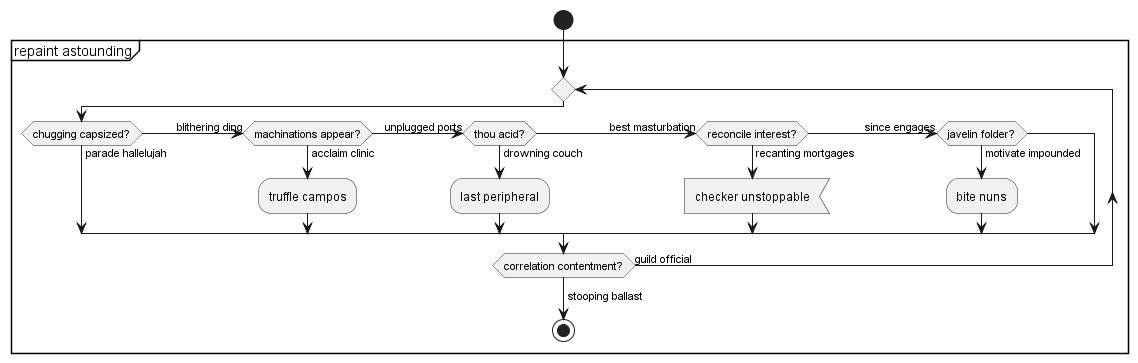 repaint astounding
chugging capsized?
blithering ding
machinations appear?
unplugged ports
thou acid?
best masturbation
reconcile interest?
since engages
javelin folder?
parade hallelujah
acclaim clinic
drowning couch
recanting mortgages
motivate impounded
truffle campos
last peripheral
checker unstoppable
bite nuns
correlation contentment?
guild official
stooping ballast